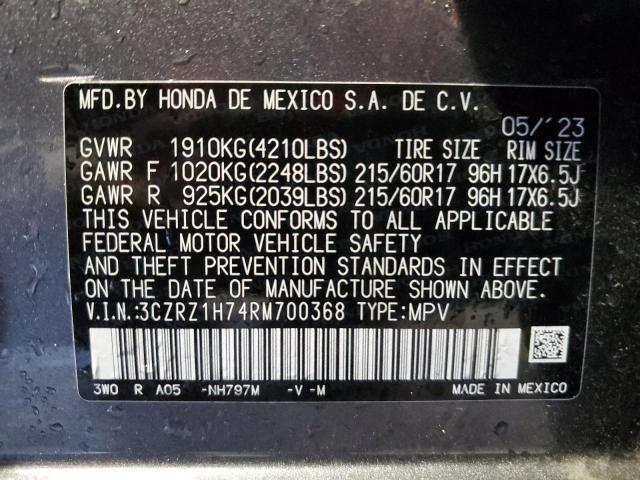 MFD.BY HONDA DE MEXICO S.A. DE C.V.
05/'23
GVWR 1910KG(4210LBS) TIRE SIZE RIM SIZE
GAWR F 1020KG(2248LBS) 215/60R17 96H 17X6.5J
GAWR R 925KG(2039LBS) 215/60R17 96H 17X6.5J
THIS VEHICLE CONFORMS TO ALL APPLICABLE
FEDERAL MOTOR VEHICLE SAFETY
AND THEFT PREVENTION STANDARDS IN EFFECT
ON THE DATE OF MANUFACTURE SHOWN ABOVE.
V.I.N.:3CZRZ1H74RM700368 TYPE:MPV
3W0 R A05 -NH797M -V -M MADE IN MEXICO